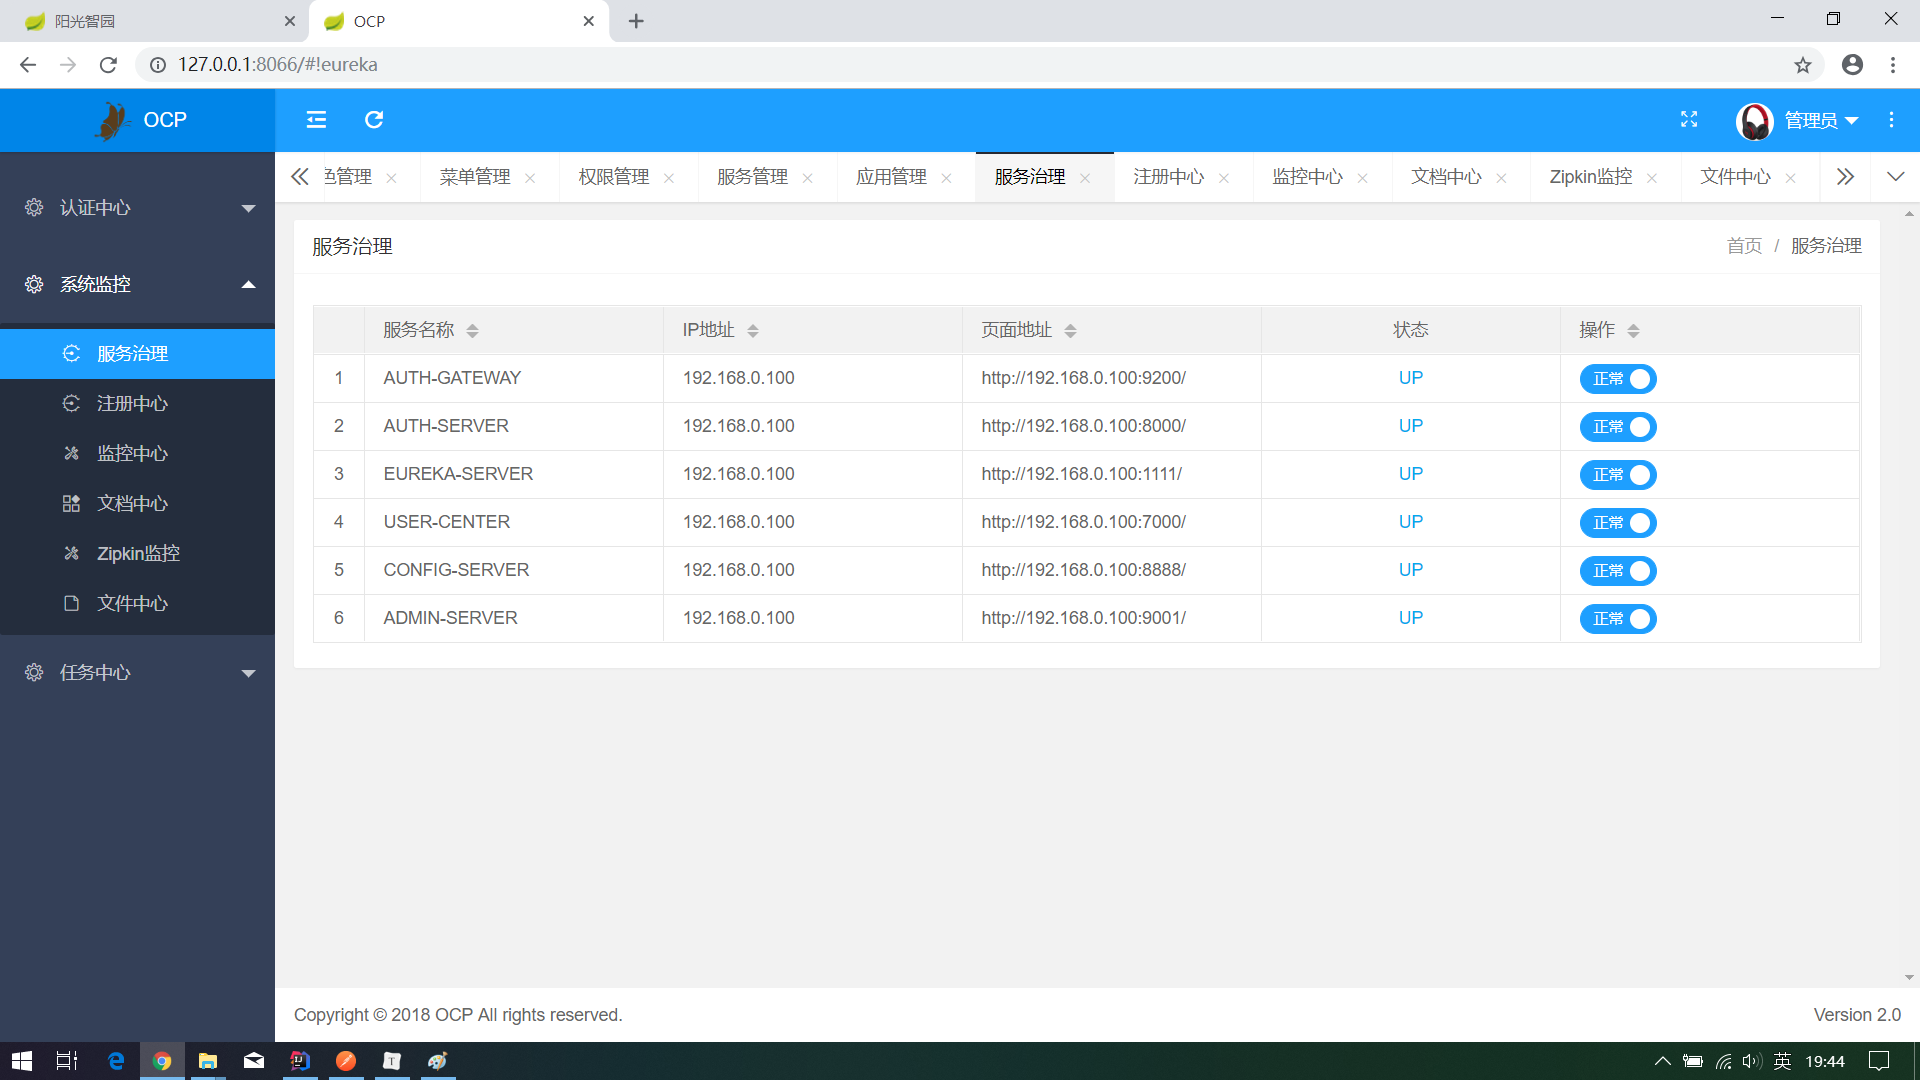 阳光智园
OCP
127.0.0.1:8066/#!eureka
OCP
管理员
认证中心
系统监控
服务治理
注册中心
监控中心
文档中心
Zipkin监控
文件中心
任务中心
管理 菜单管理 权限管理 服务管理 应用管理 服务治理 注册中心 监控中心 文档中心 Zipkin监控 文件中心
服务治理
首页 / 服务治理
服务名称 IP地址 页面地址 状态 操作
1 AUTH-GATEWAY 192.168.0.100 http://192.168.0.100:9200/ UP 正常
2 AUTH-SERVER 192.168.0.100 http://192.168.0.100:8000/ UP 正常
3 EUREKA-SERVER 192.168.0.100 http://192.168.0.100:1111/ UP 正常
4 USER-CENTER 192.168.0.100 http://192.168.0.100:7000/ UP 正常
5 CONFIG-SERVER 192.168.0.100 http://192.168.0.100:8888/ UP 正常
6 ADMIN-SERVER 192.168.0.100 http://192.168.0.100:9001/ UP 正常
Copyright © 2018 OCP All rights reserved.
Version 2.0
英 19:44